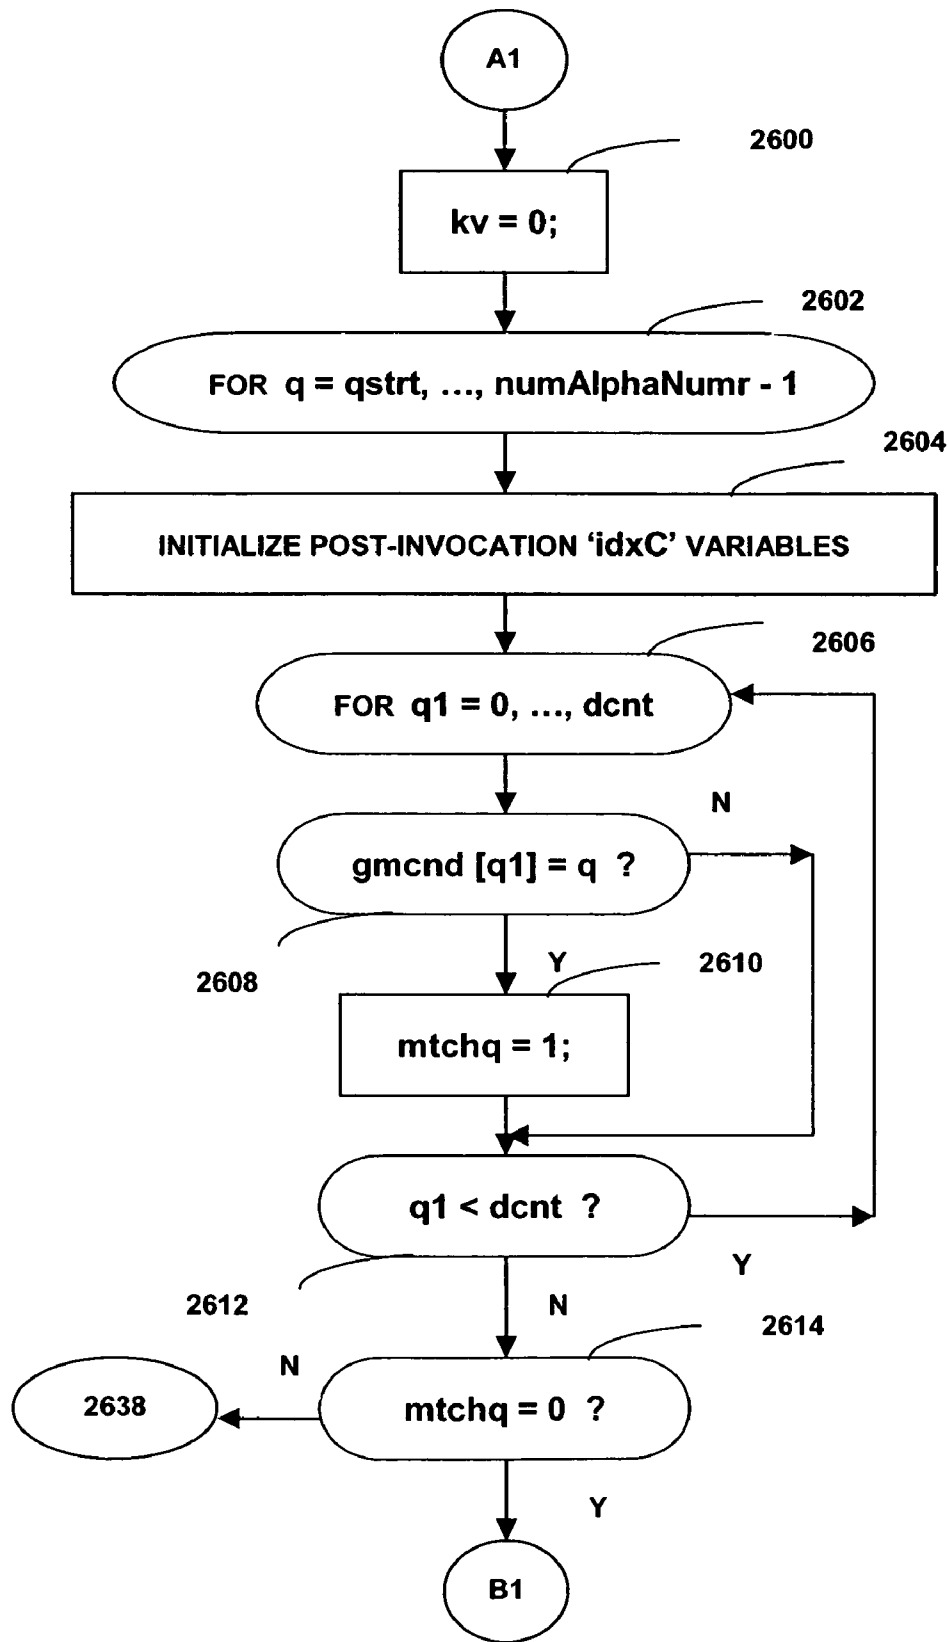 A1
2600
kv = 0;
2602
FOR q = qstrt, ..., numAlphaNumr - 1
2604
INITIALIZE POST-INVOCATION 'idxC' VARIABLES
2606
FOR q1 = 0, ..., dcnt
N
gmcnd [q1] = q ?
2608
Y
2610
mtchq = 1;
q1 < dcnt ?
Y
2612
N
2614
N
2638
mtchq = 0 ?
Y
B1